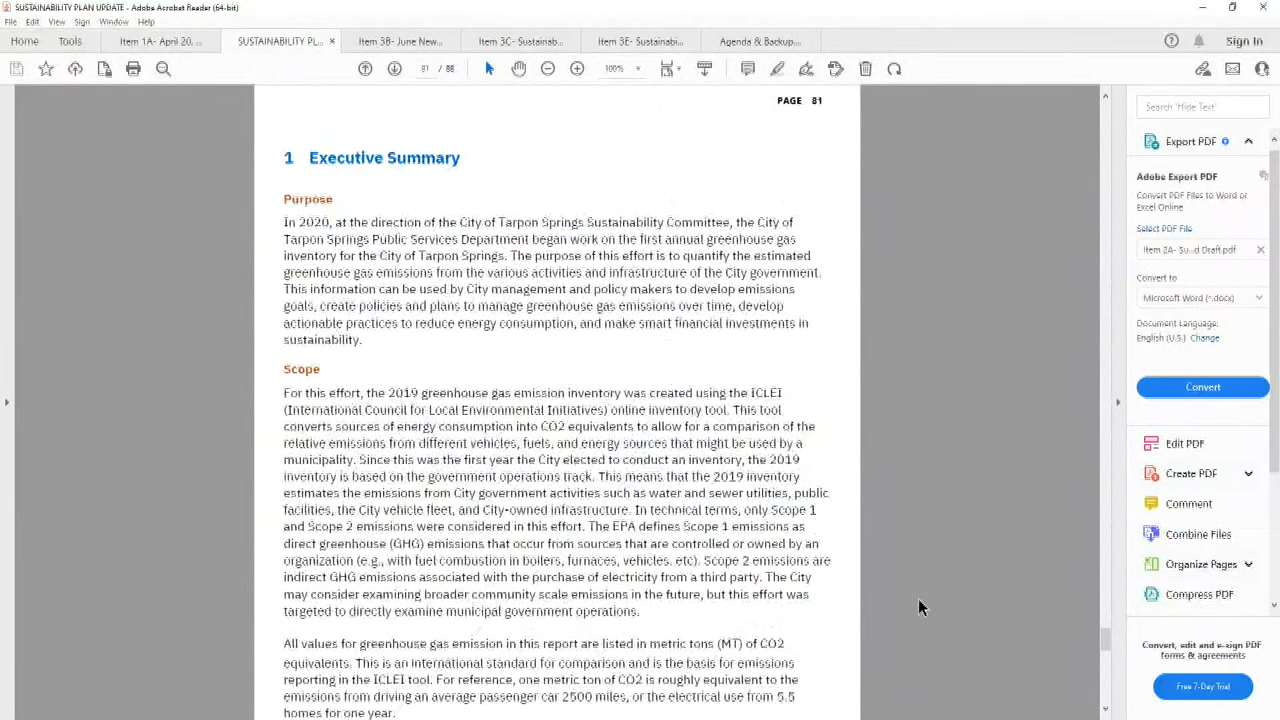 SUSTAINABILITY PLAN UPDATE - Adobe Acrobat Reader (64-bit)
File Edit View Sign Window Help
Home Tools Item 1A- April 20, ... SUSTAINABILITY PL... × Item 3B- June New... Item 3C- Sustainab... Item 3E- Sustainabi... Agenda & Backup... Sign In
81 / 88 100%
PAGE 81
1 Executive Summary
Purpose
In 2020, at the direction of the City of Tarpon Springs Sustainability Committee, the City of
Tarpon Springs Public Services Department began work on the first annual greenhouse gas
inventory for the City of Tarpon Springs. The purpose of this effort is to quantify the estimated
greenhouse gas emissions from the various activities and infrastructure of the City government.
This information can be used by City management and policy makers to develop emissions
goals, create policies and plans to manage greenhouse gas emissions over time, develop
actionable practices to reduce energy consumption, and make smart financial investments in
sustainability.
Scope
For this effort, the 2019 greenhouse gas emission inventory was created using the ICLEI
(International Council for Local Environmental Initiatives) online inventory tool. This tool
converts sources of energy consumption into CO2 equivalents to allow for a comparison of the
relative emissions from different vehicles, fuels, and energy sources that might be used by a
municipality. Since this was the first year the City elected to conduct an inventory, the 2019
inventory is based on the government operations track. This means that the 2019 inventory
estimates the emissions from City government activities such as water and sewer utilities, public
facilities, the City vehicle fleet, and City-owned infrastructure. In technical terms, only Scope 1
and Scope 2 emissions were considered in this effort. The EPA defines Scope 1 emissions as
direct greenhouse (GHG) emissions that occur from sources that are controlled or owned by an
organization (e.g., with fuel combustion in boilers, furnaces, vehicles. etc). Scope 2 emissions are
indirect GHG emissions associated with the purchase of electricity from a third party. The City
may consider examining broader community scale emissions in the future, but this effort was
targeted to directly examine municipal government operations.
All values for greenhouse gas emission in this report are listed in metric tons (MT) of CO2
equivalents. This is an international standard for comparison and is the basis for emissions
reporting in the ICLEI tool. For reference, one metric ton of CO2 is roughly equivalent to the
emissions from driving an average passenger car 2500 miles, or the electrical use from 5.5
homes for one year.
Search 'Hide Text'
Export PDF
Adobe Export PDF
Convert PDF Files to Word or
Excel Online
Select PDF File
Item 2A- Su...d Draft.pdf ×
Convert to
Microsoft Word (*.docx)
Document Language:
English (U.S.) Change
Convert
Edit PDF
Create PDF
Comment
Combine Files
Organize Pages
Compress PDF
Convert, edit and e-sign PDF
forms & agreements
Free 7-Day Trial